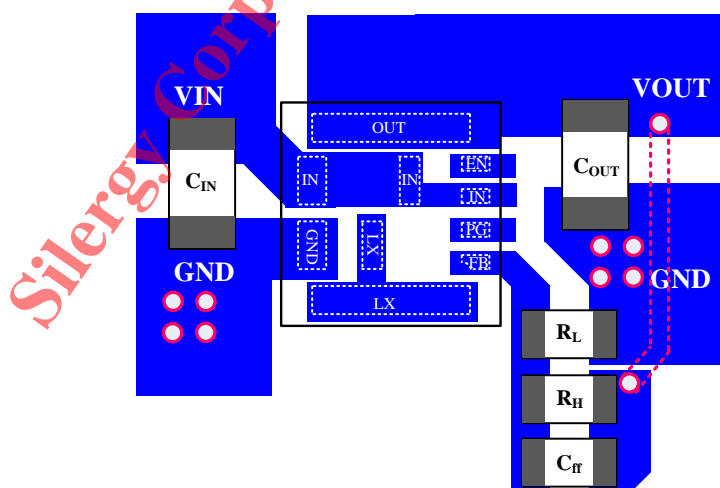 Silergy Corp
VIN
VOUT
OUT
C_IN
C_OUT
EN
IN
IN
IN
GND
LX
PG
FB
GND
GND
LX
R_L
R_H
C_ff